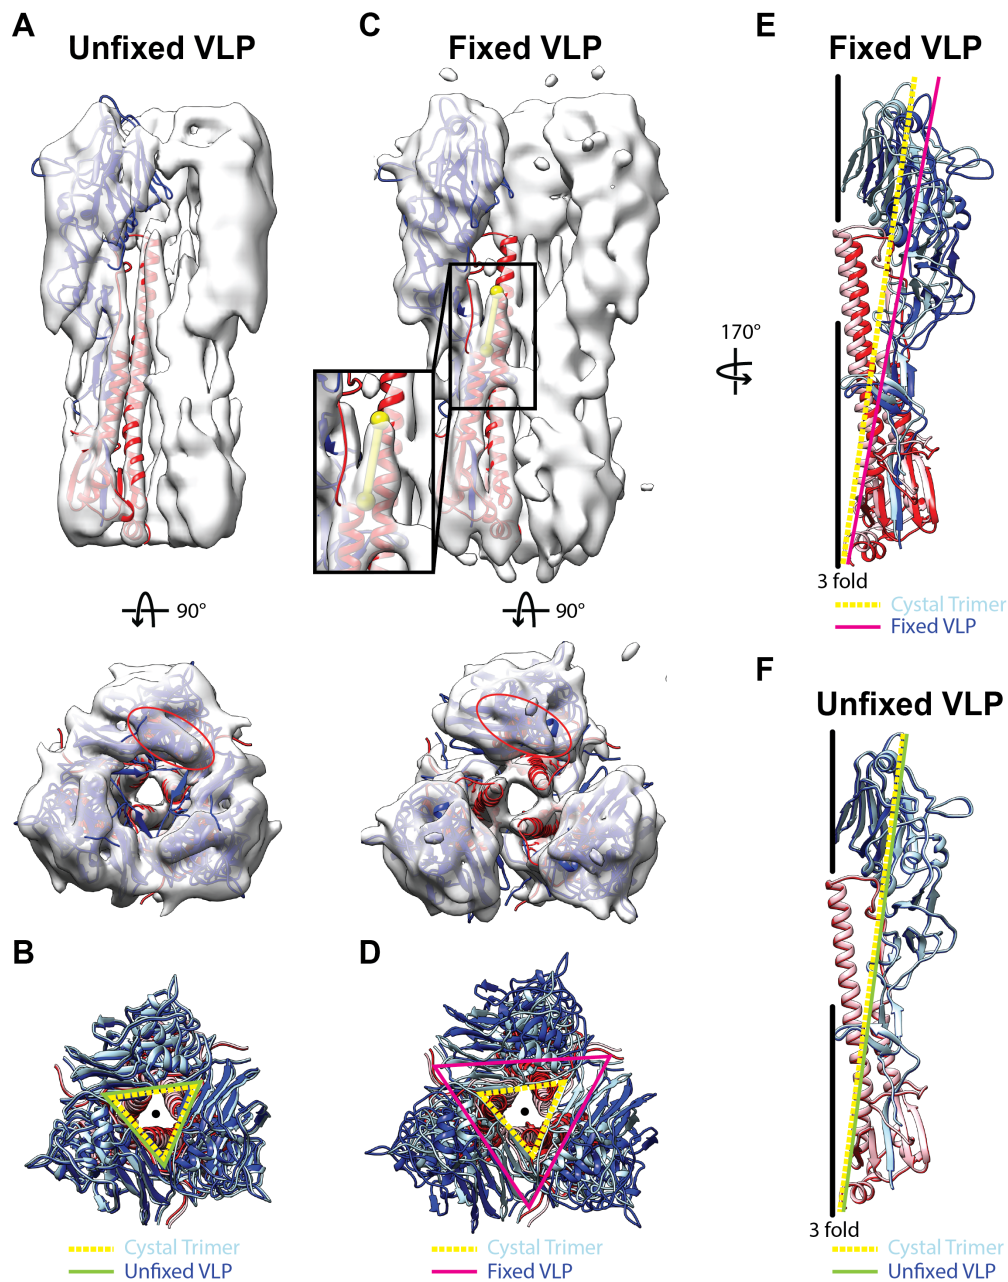 A
Unfixed VLP
C
Fixed VLP
E
Fixed VLP
170°
3 fold
Cystal Trimer
Fixed VLP
90°
90°
F
Unfixed VLP
B
D
3 fold
Cystal Trimer
Unfixed VLP
Cystal Trimer
Fixed VLP
Cystal Trimer
Unfixed VLP